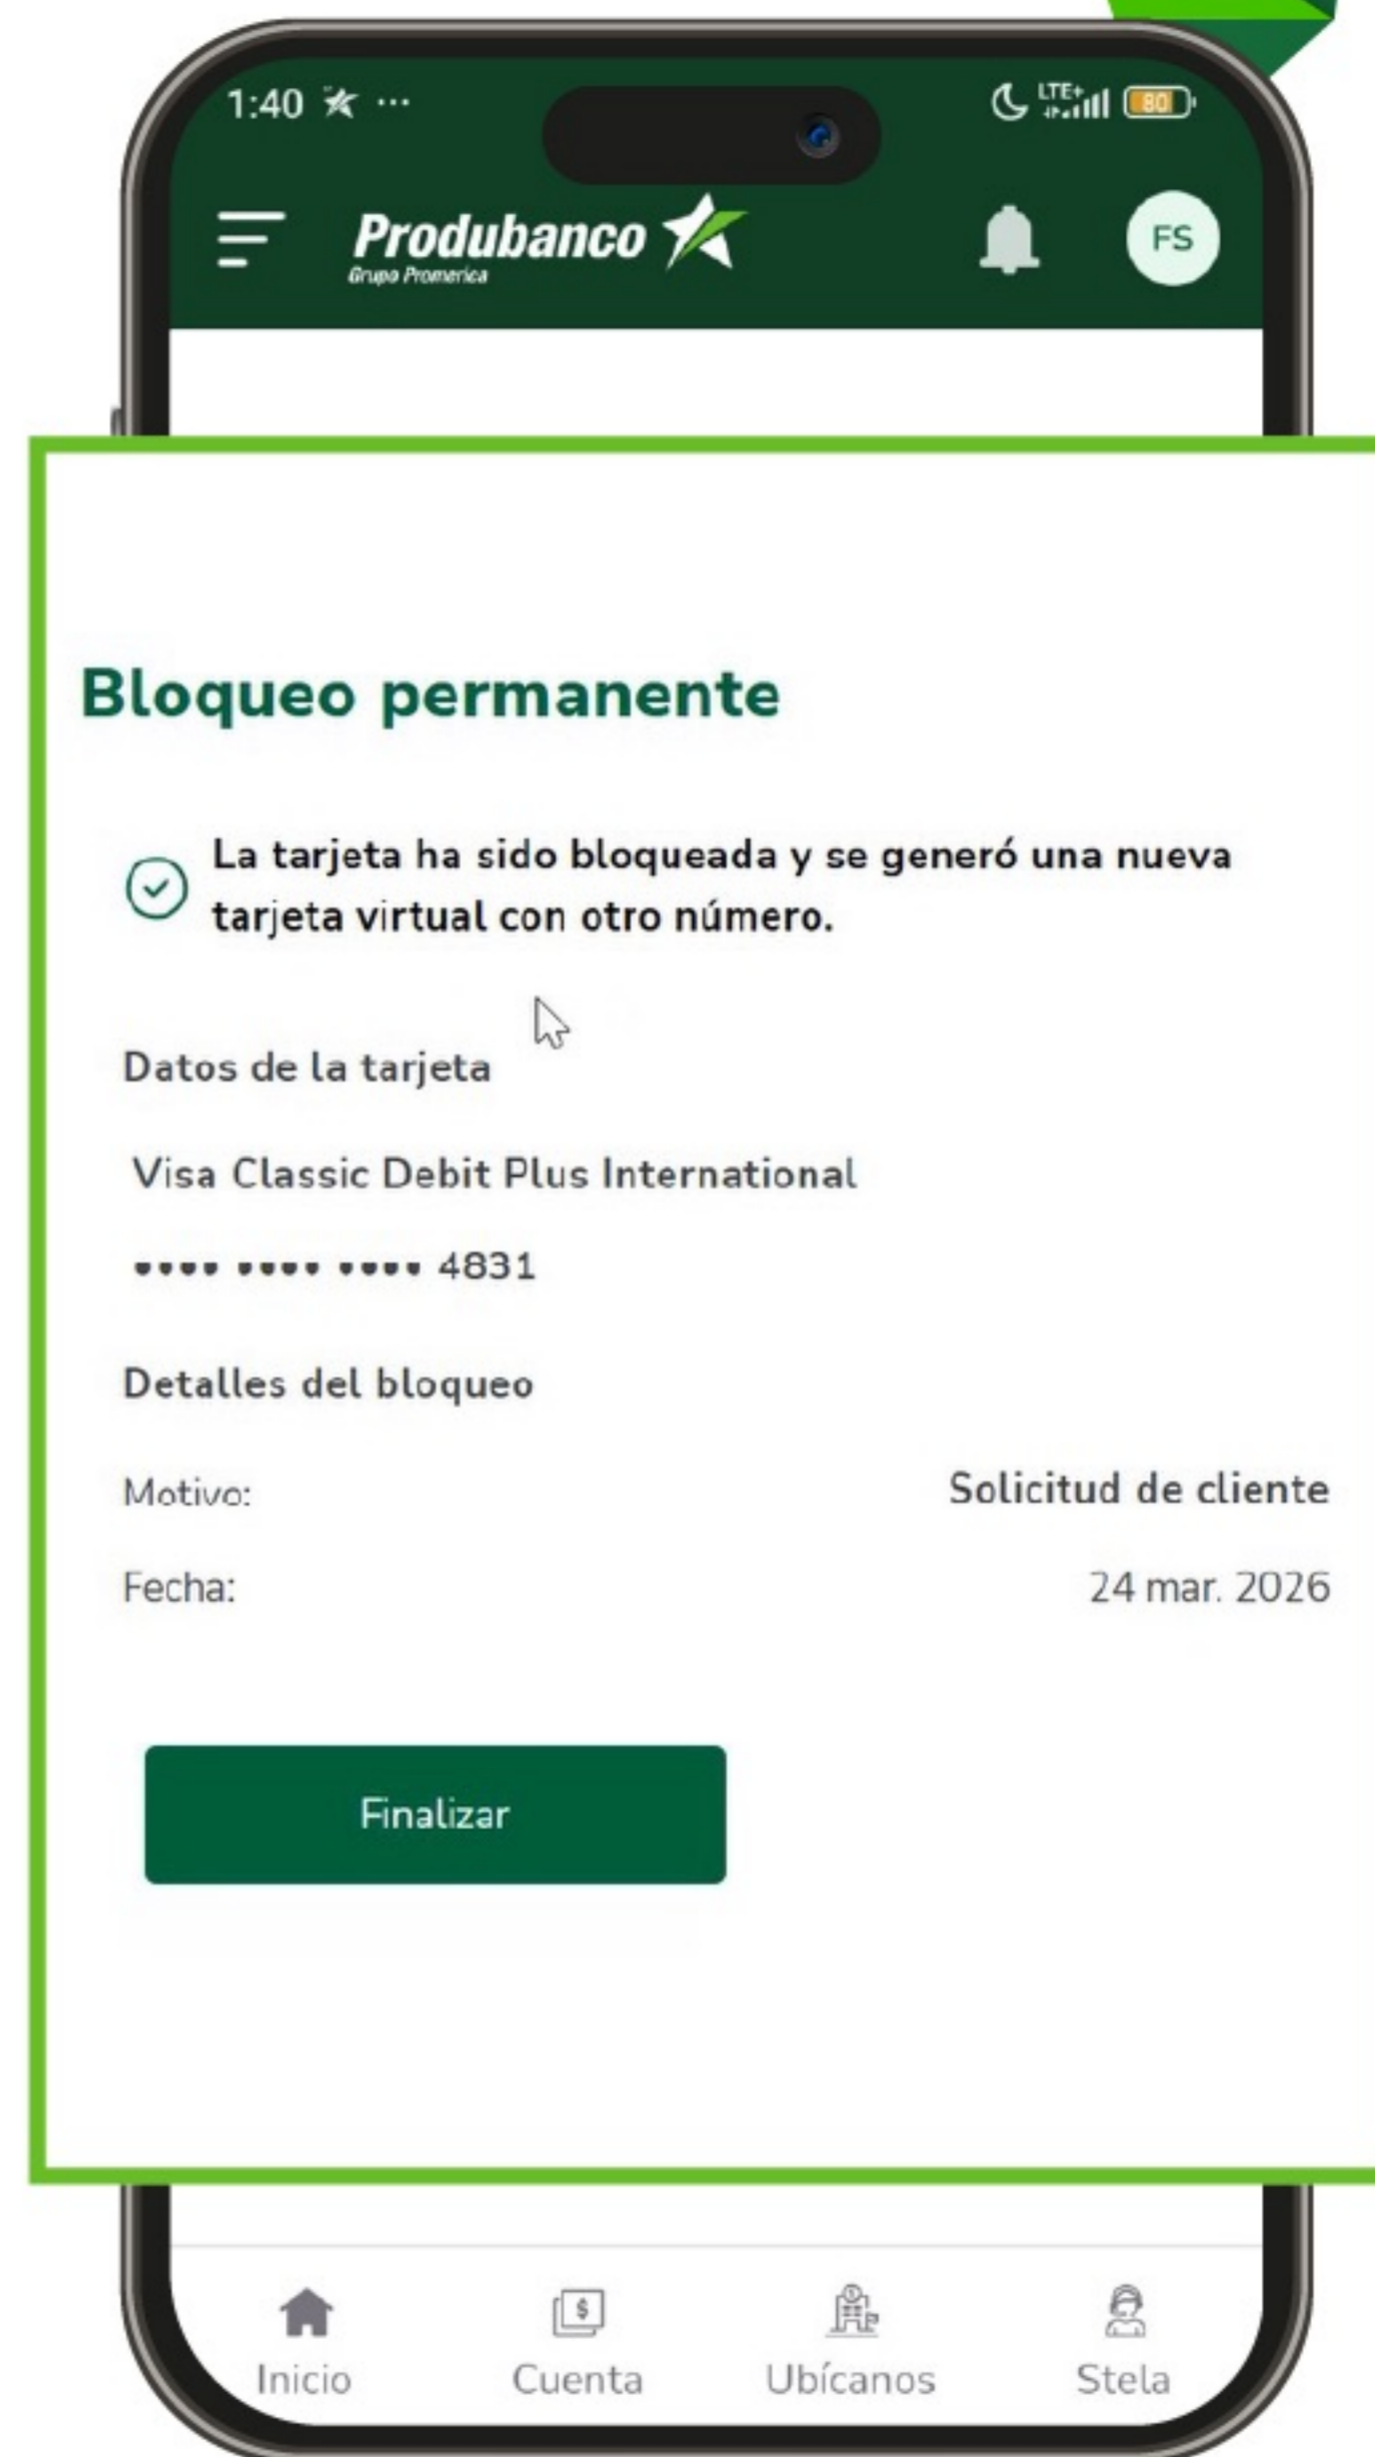 1:40
LTE+
80
Produbanco
Grupo Promerica
FS
Bloqueo permanente
La tarjeta ha sido bloqueada y se generó una nueva
tarjeta virtual con otro número.
Datos de la tarjeta
Visa Classic Debit Plus International
•••• •••• •••• 4831
Detalles del bloqueo
Motivo: Solicitud de cliente
Fecha: 24 mar. 2026
Finalizar
Inicio Cuenta Ubícanos Stela